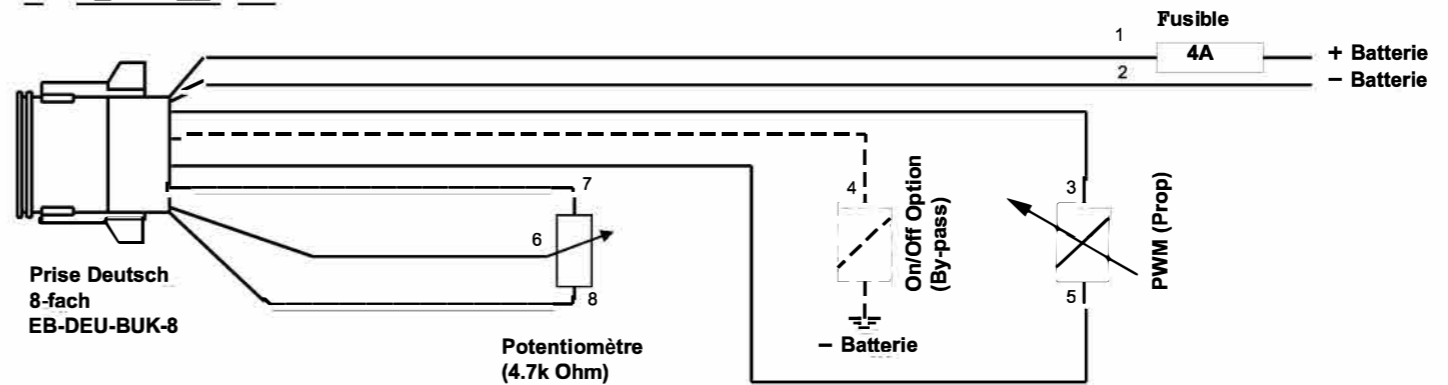 Fusible
1
4A
+ Batterie
2
– Batterie
7
4
3
6
On/Off Option
(By-pass)
PWM (Prop)
8
5
Prise Deutsch
8-fach
EB-DEU-BUK-8
– Batterie
Potentiomètre
(4.7k Ohm)